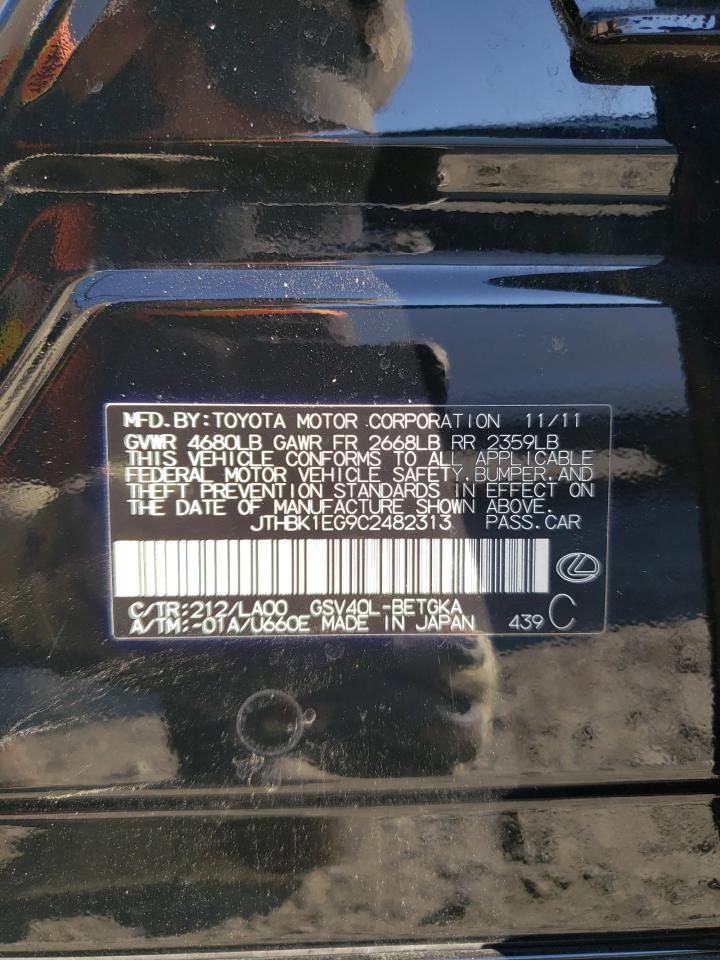 MFD.BY:TOYOTA MOTOR CORPORATION 11/11
GVWR 4680LB GAWR FR 2668LB RR 2359LB
THIS VEHICLE CONFORMS TO ALL APPLICABLE
FEDERAL MOTOR VEHICLE SAFETY,BUMPER,AND
THEFT PREVENTION STANDARDS IN EFFECT ON
THE DATE OF MANUFACTURE SHOWN ABOVE.
JTHBK1EG9C2482313 PASS.CAR
C/TR:212/LA00 GSV40L-BETGKA
A/TM:-01A/U660E MADE IN JAPAN 439 C